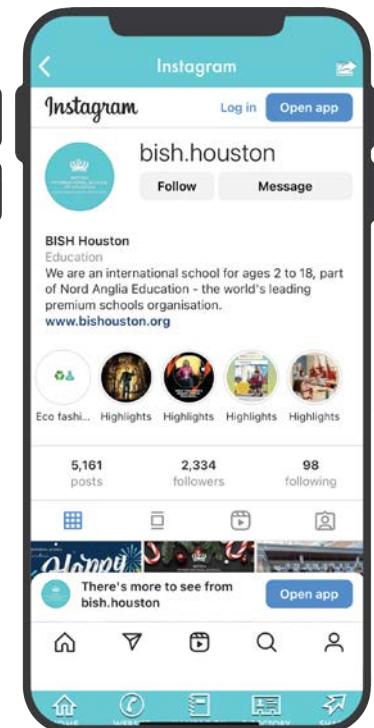 Instagram
Instagram
Log in
Open app
bish.houston
Follow
Message
BISH Houston
Education
We are an international school for ages 2 to 18, part
of Nord Anglia Education - the world's leading
premium schools organisation.
www.bishouston.org
Eco fashi...
Highlights
Highlights
Highlights
Highlights
5,161
posts
2,334
followers
98
following
Happy
There's more to see from
bish.houston
Open app